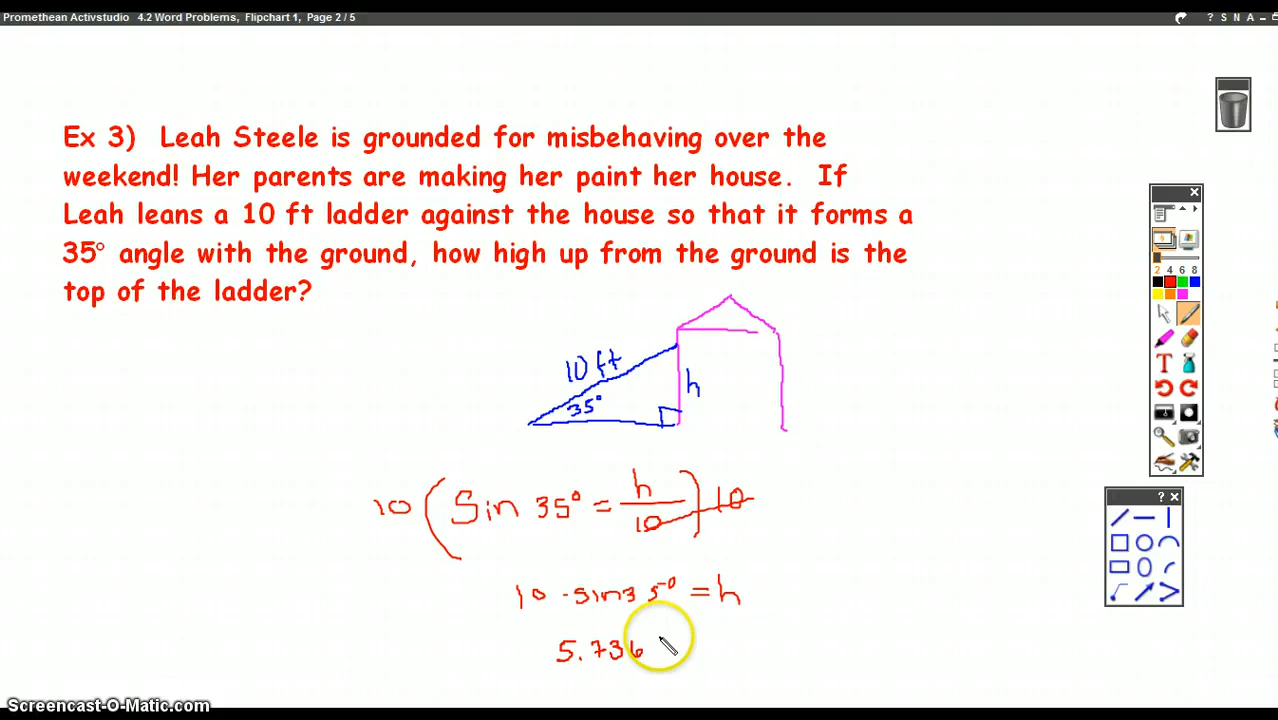 Promethean Activstudio 4.2 Word Problems, Flipchart 1, Page 2 / 5
? S N A
Ex 3) Leah Steele is grounded for misbehaving over the
weekend! Her parents are making her paint her house. If
Leah leans a 10 ft ladder against the house so that it forms a
35° angle with the ground, how high up from the ground is the
top of the ladder?
10 ft
35°
h
2 4 6 8
T
10 ( Sin 35° = h/10 ) 10
?
10 · sin 35° = h
5.736
Screencast-O-Matic.com